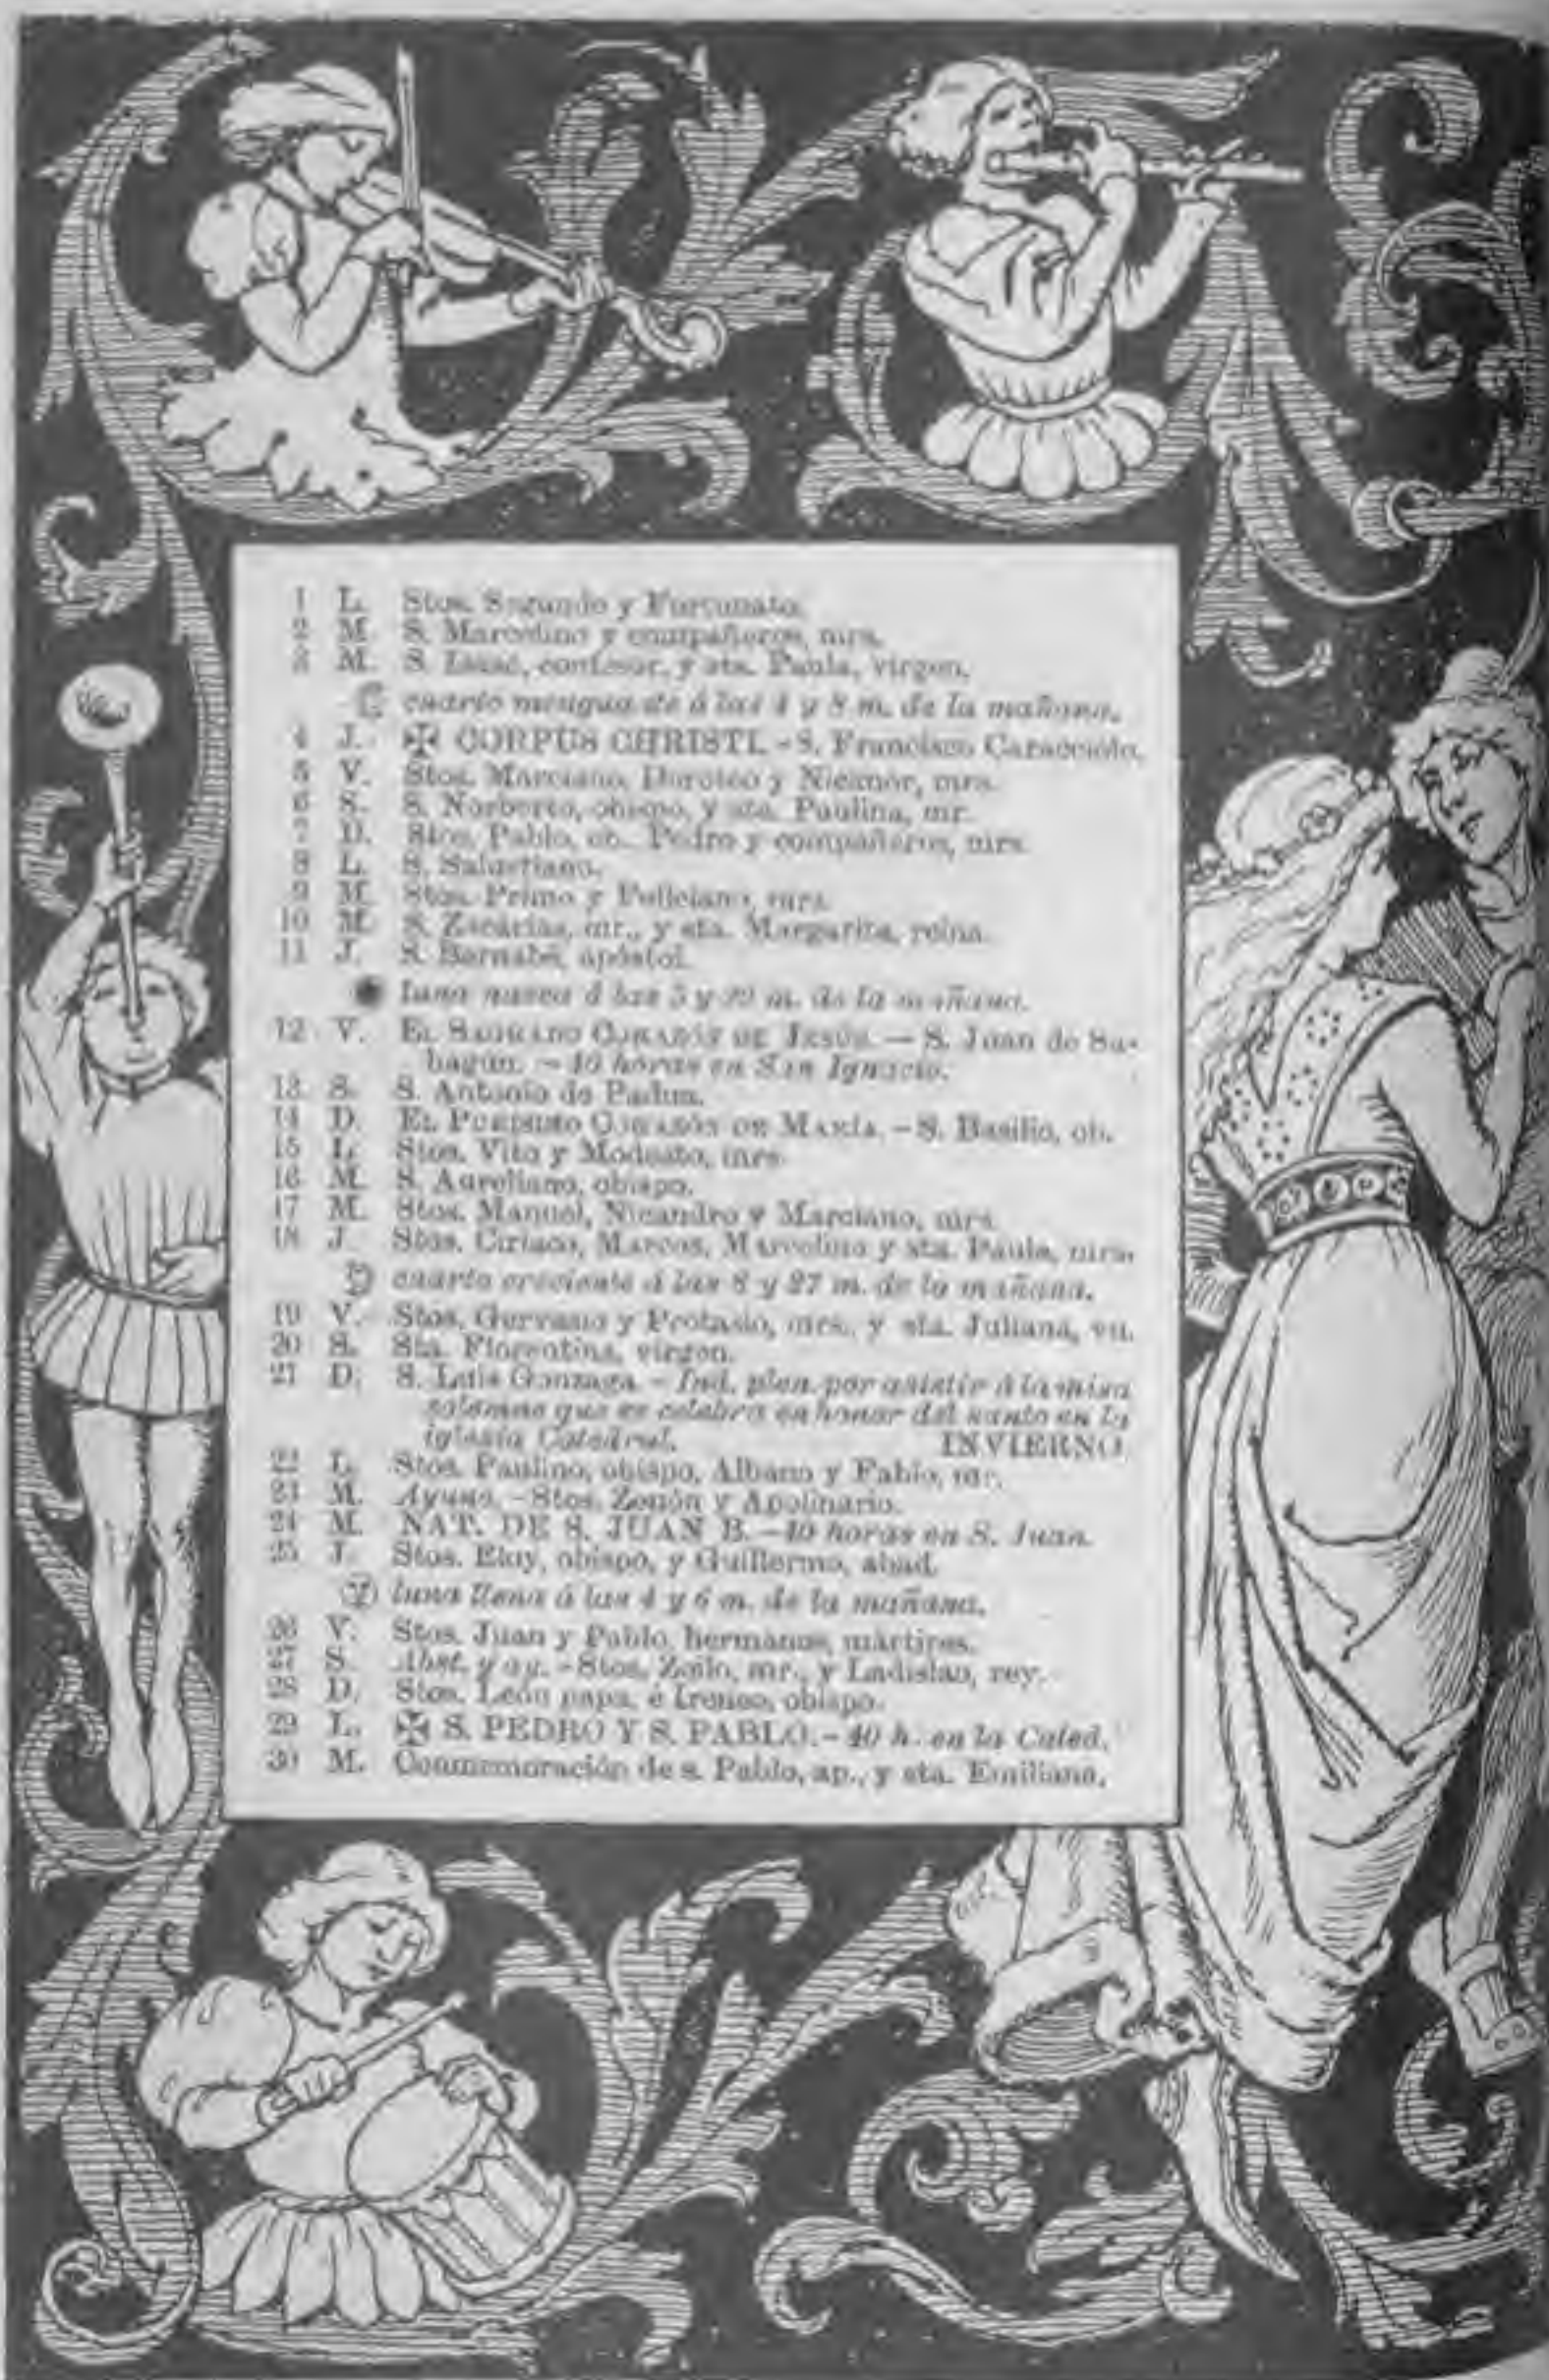 1 L. Stos. Segundo y Fortunato.
2 M. S. Marcelino y compañeros, mrs.
3 M. S. Isaac, confesor, y sta. Paula, virgen.
cuarto menguante á las 4 y 8 m. de la mañana.
4 J. ✠ CORPUS CHRISTI. - S. Francisco Caracciolo.
5 V. Stos. Marciano, Doroteo y Nicanor, mrs.
6 S. S. Norberto, obispo, y sta. Paulina, mr.
7 D. Stos. Pablo, ob., Pedro y compañeros, mrs.
8 L. S. Salustiano.
9 M. Stos. Primo y Feliciano, mrs.
10 M. S. Zacarías, mr., y sta. Margarita, reina.
11 J. S. Bernabé, apóstol.
luna nueva á las 5 y m. de la mañana.
12 V. EL SAGRADO CORAZÓN DE JESÚS. — S. Juan de Sa-
hagún. — 40 horas en San Ignacio.
13 S. S. Antonio de Padua.
14 D. EL PURÍSIMO CORAZÓN DE MARÍA. — S. Basilio, ob.
15 L. Stos. Vito y Modesto, mrs.
16 M. S. Aureliano, obispo.
17 M. Stos. Manuel, Nicandro y Marciano, mrs.
18 J. Stos. Ciriaco, Marcos, Marcelino y sta. Paula, mrs.
cuarto creciente á las 8 y 27 m. de la mañana.
19 V. Stos. Gervasio y Protasio, mrs., y sta. Juliana, vn.
20 S. Sta. Florentina, virgen.
21 D. S. Luis Gonzaga. - Ind. plen. por asistir á la misa
solemne que se celebra en honor del santo en la
iglesia Catedral. INVIERNO
22 L. Stos. Paulino, obispo, Albano y Fabio, mr.
23 M. Ayuno. - Stos. Zenón y Apolinario.
24 M. NAT. DE S. JUAN B. — 40 horas en S. Juan.
25 J. Stos. Eloy, obispo, y Guillermo, abad.
luna llena á las 4 y 6 m. de la mañana.
26 V. Stos. Juan y Pablo, hermanos, mártires.
27 S. Abst. y ay. - Stos. Zoilo, mr., y Ladislao, rey.
28 D. Stos. León papa, é Ireneo, obispo.
29 L. ✠ S. PEDRO Y S. PABLO. - 40 h. en la Cated.
30 M. Conmemoración de s. Pablo, ap., y sta. Emiliana.